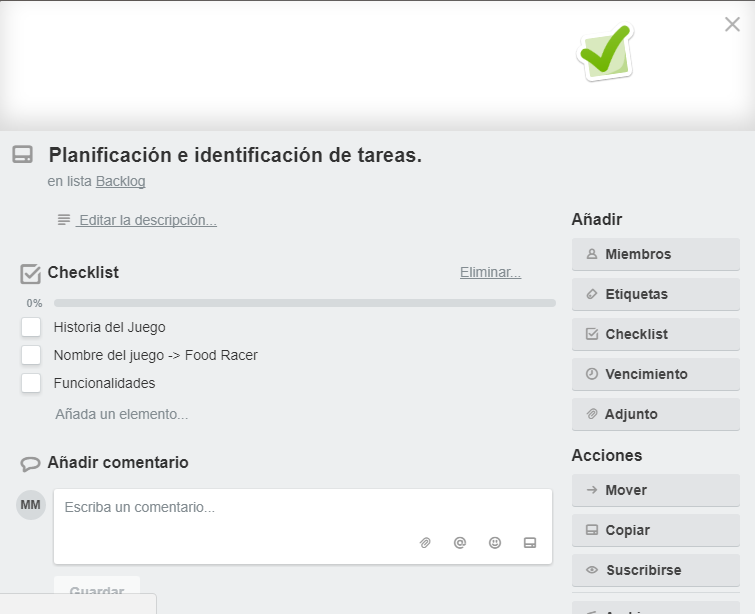 Planificación e identificación de tareas.
en lista Backlog
Editar la descripción...
Checklist
Eliminar...
0%
Historia del Juego
Nombre del juego -> Food Racer
Funcionalidades
Añada un elemento...
Añadir comentario
MM
Escriba un comentario...
Guardar
Añadir
Miembros
Etiquetas
Checklist
Vencimiento
Adjunto
Acciones
Mover
Copiar
Suscribirse